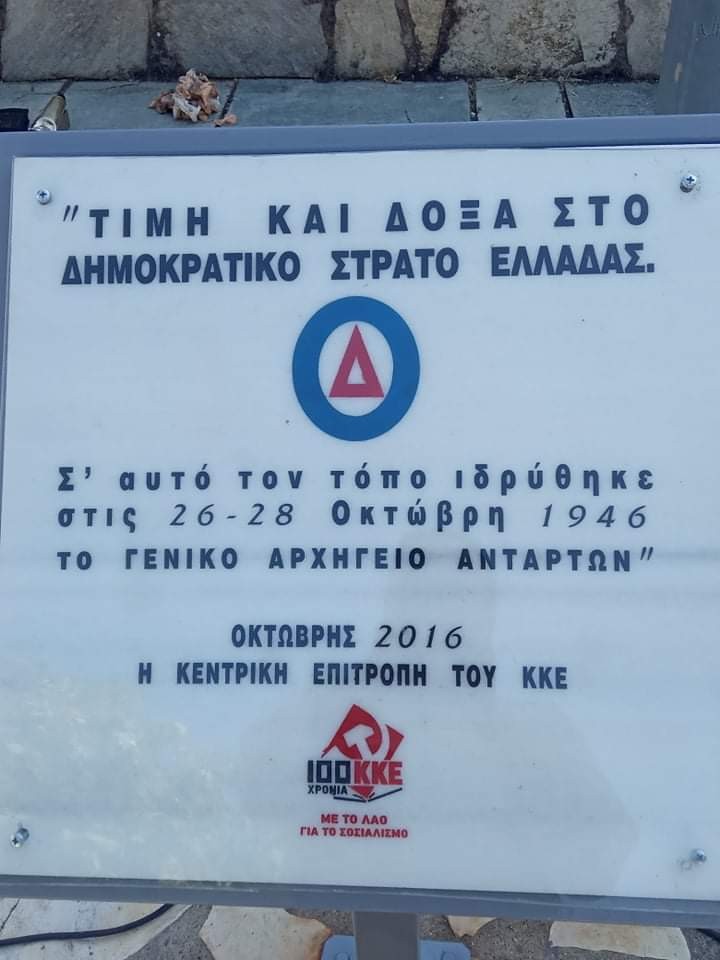 "ΤΙΜΗ ΚΑΙ ΔΟΞΑ ΣΤΟ
ΔΗΜΟΚΡΑΤΙΚΟ ΣΤΡΑΤΟ ΕΛΛΑΔΑΣ.
Δ
Σ' αυτό τον τόπο ιδρύθηκε
στις 26-28 Οκτώβρη 1946
το ΓΕΝΙΚΟ ΑΡΧΗΓΕΙΟ ΑΝΤΑΡΤΩΝ"
ΟΚΤΩΒΡΗΣ 2016
Η ΚΕΝΤΡΙΚΗ ΕΠΙΤΡΟΠΗ ΤΟΥ ΚΚΕ
100 ΚΚΕ
ΧΡΟΝΙΑ
ΜΕ ΤΟ ΛΑΟ
ΓΙΑ ΤΟ ΣΟΣΙΑΛΙΣΜΟ